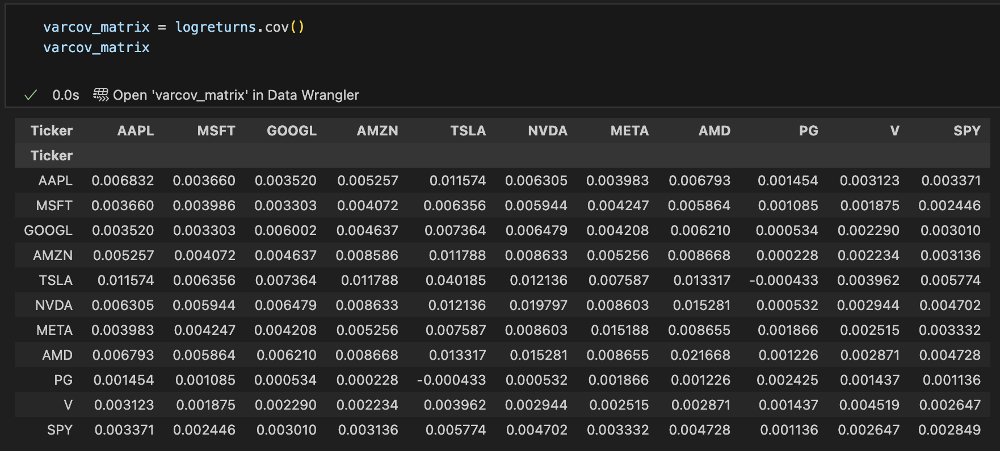 varcov_matrix = logreturns.cov()
varcov_matrix
0.0s Open 'varcov_matrix' in Data Wrangler
Ticker AAPL MSFT GOOGL AMZN TSLA NVDA META AMD PG V SPY
Ticker
AAPL 0.006832 0.003660 0.003520 0.005257 0.011574 0.006305 0.003983 0.006793 0.001454 0.003123 0.003371
MSFT 0.003660 0.003986 0.003303 0.004072 0.006356 0.005944 0.004247 0.005864 0.001085 0.001875 0.002446
GOOGL 0.003520 0.003303 0.006002 0.004637 0.007364 0.006479 0.004208 0.006210 0.000534 0.002290 0.003010
AMZN 0.005257 0.004072 0.004637 0.008586 0.011788 0.008633 0.005256 0.008668 0.000228 0.002234 0.003136
TSLA 0.011574 0.006356 0.007364 0.011788 0.040185 0.012136 0.007587 0.013317 -0.000433 0.003962 0.005774
NVDA 0.006305 0.005944 0.006479 0.008633 0.012136 0.019797 0.008603 0.015281 0.000532 0.002944 0.004702
META 0.003983 0.004247 0.004208 0.005256 0.007587 0.008603 0.015188 0.008655 0.001866 0.002515 0.003332
AMD 0.006793 0.005864 0.006210 0.008668 0.013317 0.015281 0.008655 0.021668 0.001226 0.002871 0.004728
PG 0.001454 0.001085 0.000534 0.000228 -0.000433 0.000532 0.001866 0.001226 0.002425 0.001437 0.001136
V 0.003123 0.001875 0.002290 0.002234 0.003962 0.002944 0.002515 0.002871 0.001437 0.004519 0.002647
SPY 0.003371 0.002446 0.003010 0.003136 0.005774 0.004702 0.003332 0.004728 0.001136 0.002647 0.002849